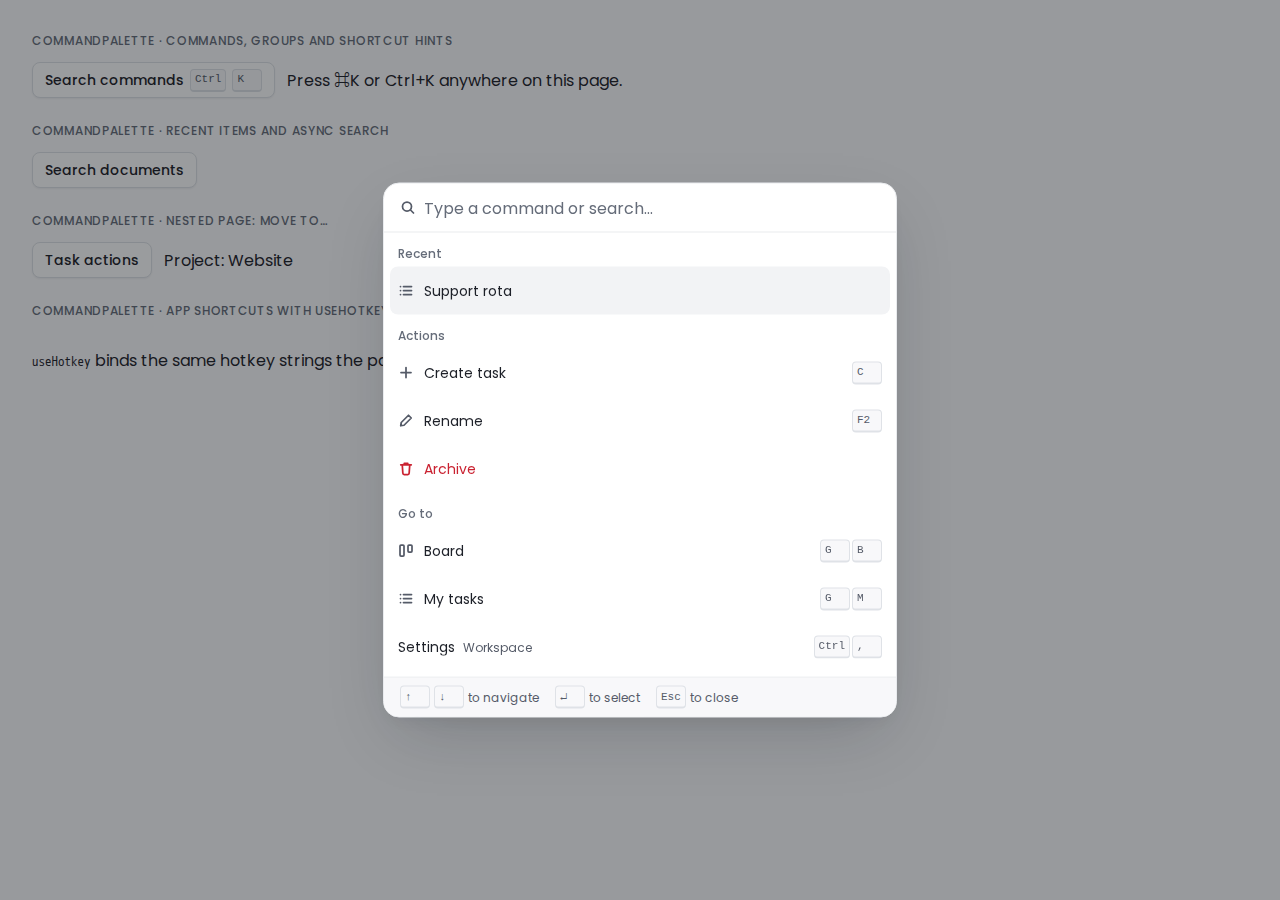 COMMANDPALETTE · COMMANDS, GROUPS AND SHORTCUT HINTS
Search commands Ctrl K Press ⌘K or Ctrl+K anywhere on this page.
COMMANDPALETTE · RECENT ITEMS AND ASYNC SEARCH
Search documents
COMMANDPALETTE · NESTED PAGE: MOVE TO…
Task actions Project: Website
COMMANDPALETTE · APP SHORTCUTS WITH USEHOTKEY
useHotkey binds the same hotkey strings the
Type a command or search…
Recent
Support rota
Actions
Create task C
Rename F2
Archive
Go to
Board G B
My tasks G M
Settings Workspace Ctrl ,
↑ ↓ to navigate ↵ to select Esc to close